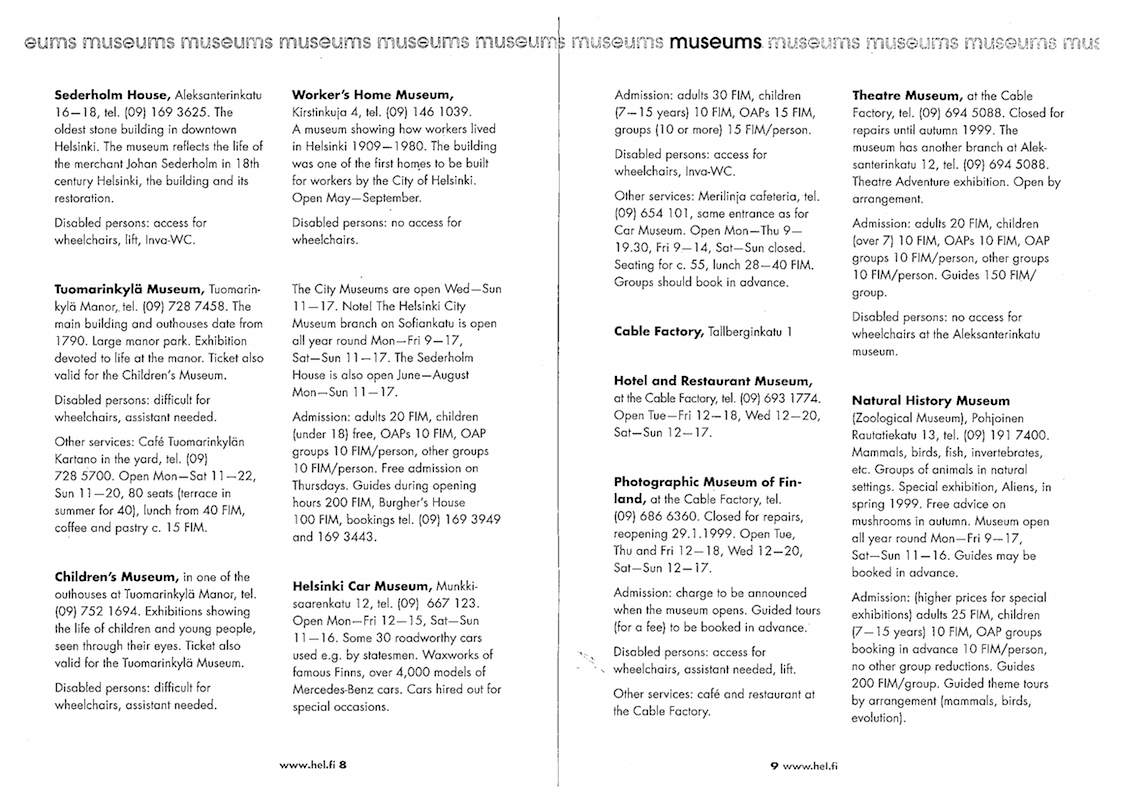 eums museums museums museums museums museums museums museums museums museums museums mus
Sederholm House, Aleksanterinkatu
16–18, tel. (09) 169 3625. The
oldest stone building in downtown
Helsinki. The museum reflects the life of
the merchant Johan Sederholm in 18th
century Helsinki, the building and its
restoration.
Disabled persons: access for
wheelchairs, lift, Inva-WC.
Tuomarinkylä Museum, Tuomarin-
kylä Manor, tel. (09) 728 7458. The
main building and outhouses date from
1790. Large manor park. Exhibition
devoted to life at the manor. Ticket also
valid for the Children's Museum.
Disabled persons: difficult for
wheelchairs, assistant needed.
Other services: Café Tuomarinkylän
Kartano in the yard, tel. (09)
728 5700. Open Mon–Sat 11–22,
Sun 11–20, 80 seats (terrace in
summer for 40), lunch from 40 FIM,
coffee and pastry c. 15 FIM.
Children's Museum, in one of the
outhouses at Tuomarinkylä Manor, tel.
(09) 752 1694. Exhibitions showing
the life of children and young people,
seen through their eyes. Ticket also
valid for the Tuomarinkylä Museum.
Disabled persons: difficult for
wheelchairs, assistant needed.
Worker's Home Museum,
Kirstinkuja 4, tel. (09) 146 1039.
A museum showing how workers lived
in Helsinki 1909–1980. The building
was one of the first homes to be built
for workers by the City of Helsinki.
Open May–September.
Disabled persons: no access for
wheelchairs.
The City Museums are open Wed–Sun
11–17. Note! The Helsinki City
Museum branch on Sofiankatu is open
all year round Mon–Fri 9–17,
Sat–Sun 11–17. The Sederholm
House is also open June–August
Mon–Sun 11–17.
Admission: adults 20 FIM, children
(under 18) free, OAPs 10 FIM, OAP
groups 10 FIM/person, other groups
10 FIM/person. Free admission on
Thursdays. Guides during opening
hours 200 FIM, Burgher's House
100 FIM, bookings tel. (09) 169 3949
and 169 3443.
Helsinki Car Museum, Munkki-
saarenkatu 12, tel. (09) 667 123.
Open Mon–Fri 12–15, Sat–Sun
11–16. Some 30 roadworthy cars
used e.g. by statesmen. Waxworks of
famous Finns, over 4,000 models of
Mercedes-Benz cars. Cars hired out for
special occasions.
www.hel.fi 8
Admission: adults 30 FIM, children
(7–15 years) 10 FIM, OAPs 15 FIM,
groups (10 or more) 15 FIM/person.
Disabled persons: access for
wheelchairs, Inva-WC.
Other services: Merilinja cafeteria, tel.
(09) 654 101, same entrance as for
Car Museum. Open Mon–Thu 9–
19.30, Fri 9–14, Sat–Sun closed.
Seating for c. 55, lunch 28–40 FIM.
Groups should book in advance.
Cable Factory, Tallberginkatu 1
Hotel and Restaurant Museum,
at the Cable Factory, tel. (09) 693 1774.
Open Tue–Fri 12–18, Wed 12–20,
Sat–Sun 12–17.
Photographic Museum of Fin-
land, at the Cable Factory, tel.
(09) 686 6360. Closed for repairs,
reopening 29.1.1999. Open Tue,
Thu and Fri 12–18, Wed 12–20,
Sat–Sun 12–17.
Admission: charge to be announced
when the museum opens. Guided tours
(for a fee) to be booked in advance.
Disabled persons: access for
wheelchairs, assistant needed, lift.
Other services: café and restaurant at
the Cable Factory.
Theatre Museum, at the Cable
Factory, tel. (09) 694 5088. Closed for
repairs until autumn 1999. The
museum has another branch at Alek-
santerinkatu 12, tel. (09) 694 5088.
Theatre Adventure exhibition. Open by
arrangement.
Admission: adults 20 FIM, children
(over 7) 10 FIM, OAPs 10 FIM, OAP
groups 10 FIM/person, other groups
10 FIM/person. Guides 150 FIM/
group.
Disabled persons: no access for
wheelchairs at the Aleksanterinkatu
museum.
Natural History Museum
(Zoological Museum), Pohjoinen
Rautatiekatu 13, tel. (09) 191 7400.
Mammals, birds, fish, invertebrates,
etc. Groups of animals in natural
settings. Special exhibition, Aliens, in
spring 1999. Free advice on
mushrooms in autumn. Museum open
all year round Mon–Fri 9–17,
Sat–Sun 11–16. Guides may be
booked in advance.
Admission: (higher prices for special
exhibitions) adults 25 FIM, children
(7–15 years) 10 FIM, OAP groups
booking in advance 10 FIM/person,
no other group reductions. Guides
200 FIM/group. Guided theme tours
by arrangement (mammals, birds,
evolution).
9 www.hel.fi